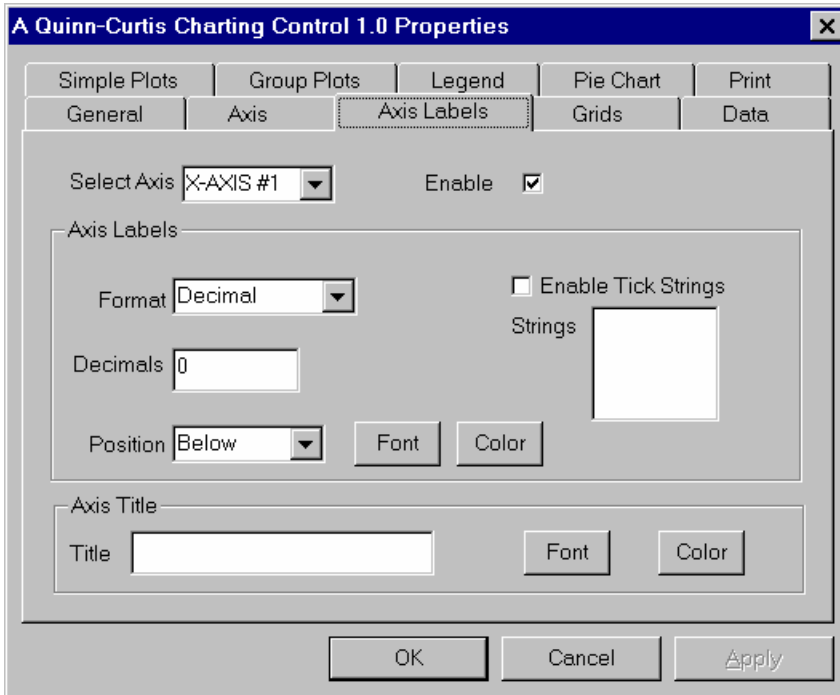 A Quinn-Curtis Charting Control 1.0 Properties
Simple Plots Group Plots Legend Pie Chart Print
General Axis Axis Labels Grids Data
Select Axis X-AXIS #1 Enable
Axis Labels
Format Decimal Enable Tick Strings
Strings
Decimals 0
Position Below Font Color
Axis Title
Title Font Color
OK Cancel Apply